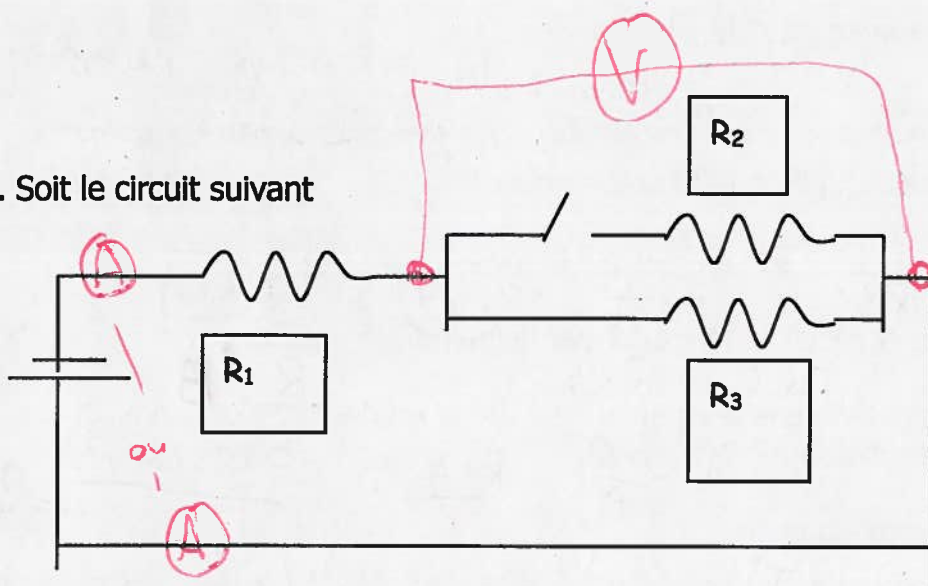 V
R₂
. Soit le circuit suivant
A
R₁
R₃
ou
A